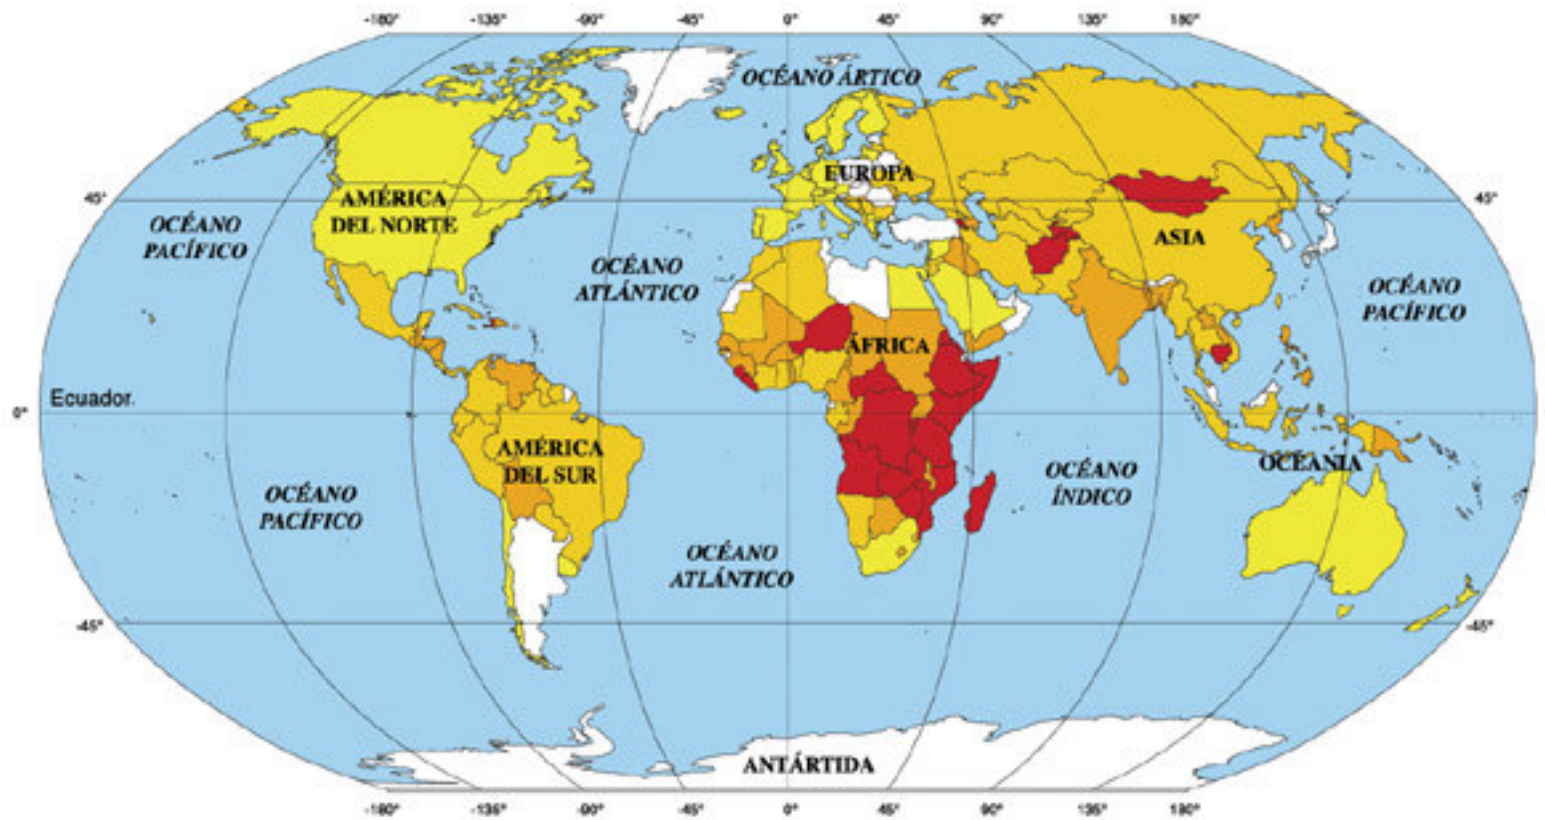 -180° -135° -90° -45° 0° 45° 90° 135° 180°
OCÉANO ÁRTICO
EUROPA
45°
AMÉRICA
DEL NORTE
45°
OCÉANO
PACÍFICO
ASIA
OCÉANO
ATLÁNTICO
OCÉANO
PACÍFICO
ÁFRICA
Ecuador.
0°
AMÉRICA
DEL SUR
OCEANÍA
OCÉANO
ÍNDICO
OCÉANO
PACÍFICO
OCÉANO
ATLÁNTICO
-45°
-45°
ANTÁRTIDA
-180° -135° -90° -45° 0° 45° 90° 135° 180°